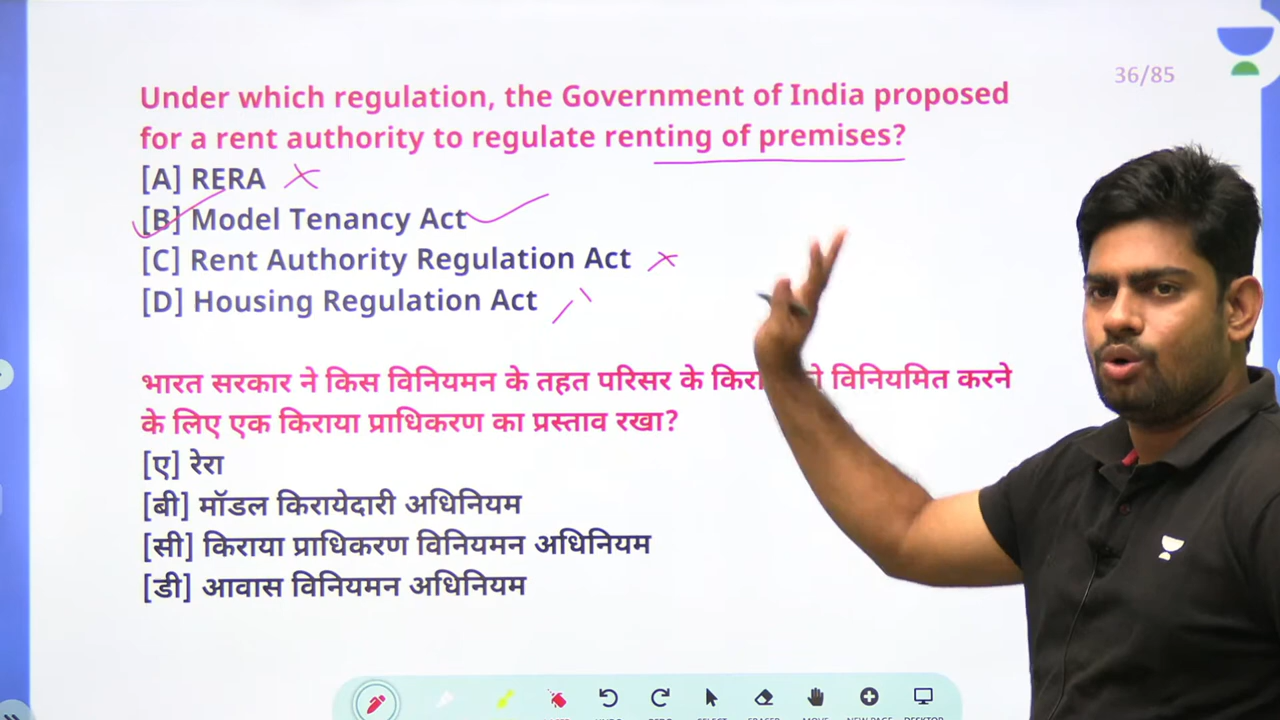 36/85
Under which regulation, the Government of India proposed
for a rent authority to regulate renting of premises?
[A] RERA
[B] Model Tenancy Act
[C] Rent Authority Regulation Act
[D] Housing Regulation Act
भारत सरकार ने किस विनियमन के तहत परिसर के विनियमित करने
के लिए एक किराया प्राधिकरण का प्रस्ताव रखा?
[ए] रेरा
[बी] मॉडल किरायेदारी अधिनियम
[सी] किराया प्राधिकरण विनियमन अधिनियम
[डी] आवास विनियमन अधिनियम